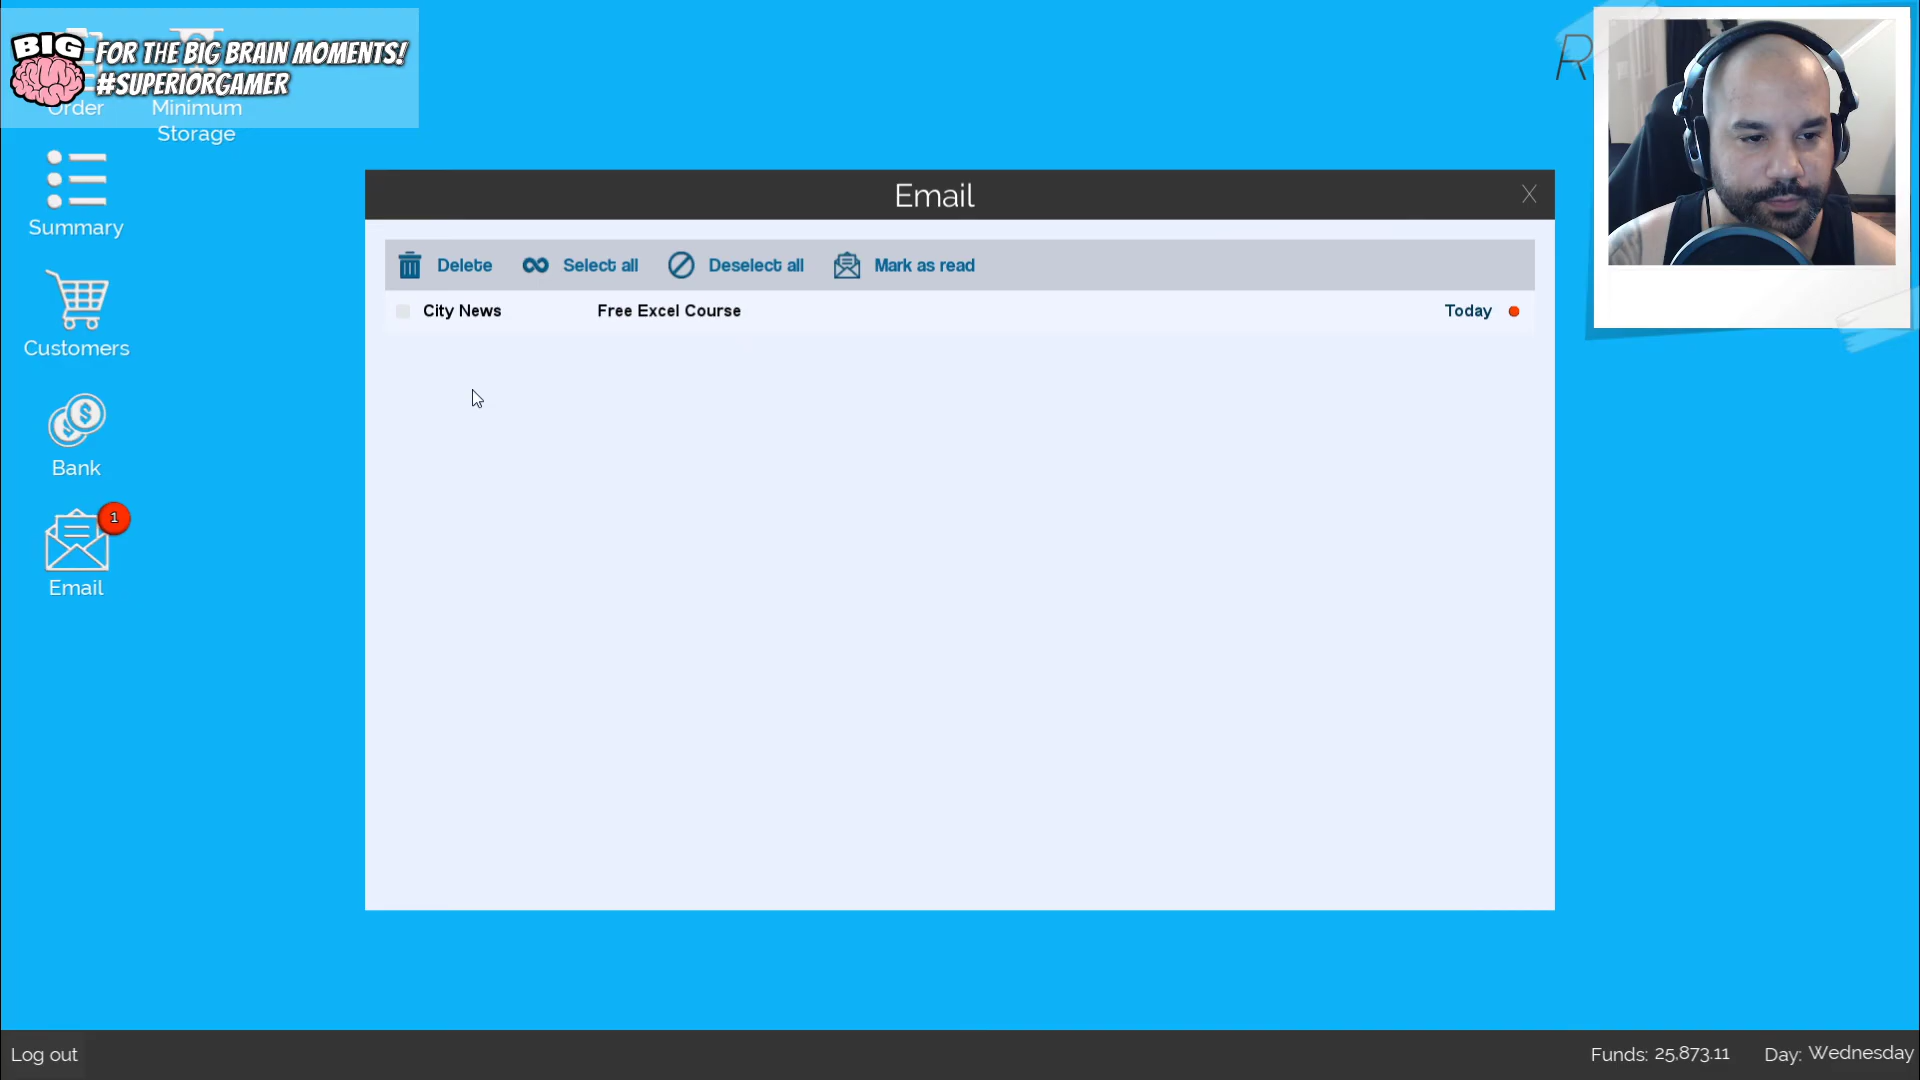 BIG FOR THE BIG BRAIN MOMENTS!
#SUPERIORGAMER
Order
Minimum
Storage
R
Summary
Customers
Bank
1
Email
Email X
Delete Select all Deselect all Mark as read
City News Free Excel Course Today
Log out Funds: 25,873.11 Day: Wednesday